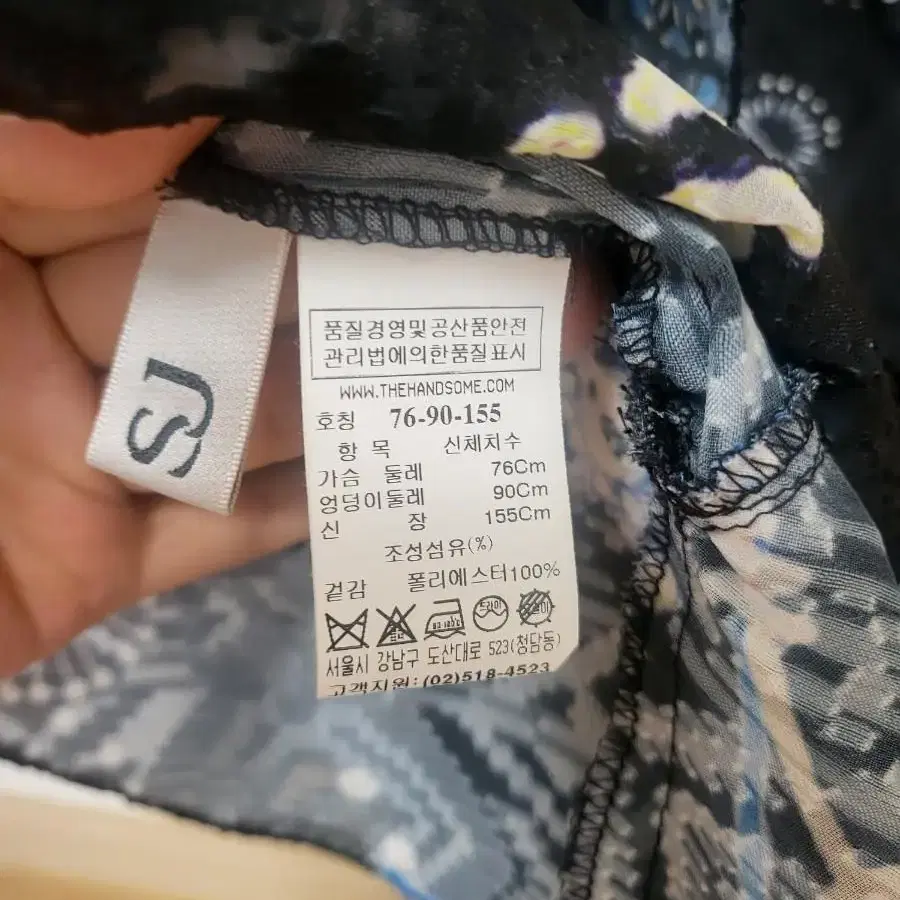 SJ
품질경영및공산품안전
관리법에의한품질표시
WWW.THEHANDSOME.COM
호칭 76-90-155
항 목 신체치수
가슴 둘레 76Cm
엉덩이둘레 90Cm
신 장 155Cm
조성섬유(%)
겉감 폴리에스터100%
드라이
서울시 강남구 도산대로 523(청담동)
고객지원:(02)518-4523